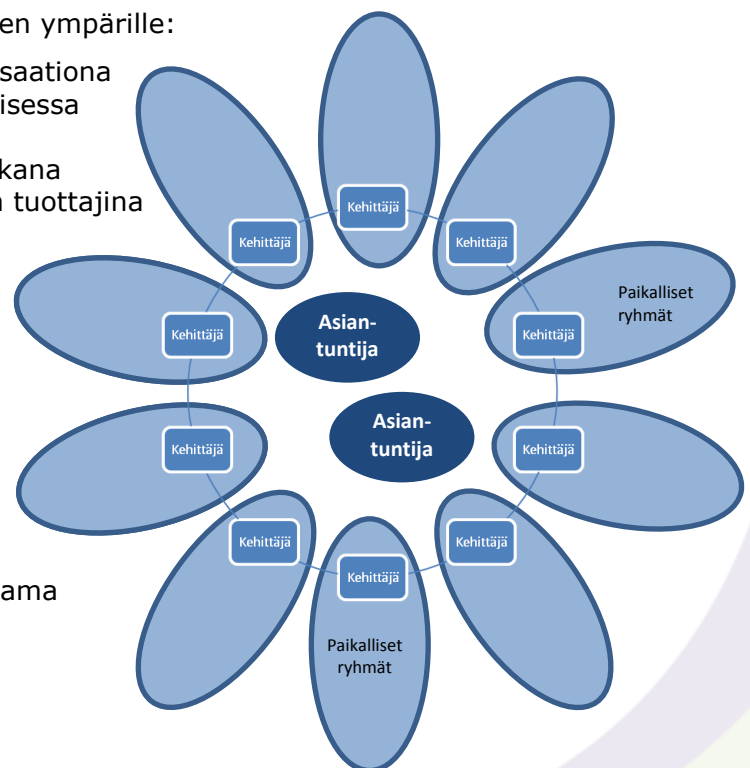 en ympärille:
saationa
isessa
kana
tuottajina
Kehittäjä
Kehittäjä
Kehittäjä
Paikalliset
ryhmät
Kehittäjä
Kehittäjä
Asian-
tuntija
Asian-
tuntija
Kehittäjä
Kehittäjä
Kehittäjä
Kehittäjä
Kehittäjä
ama
Paikalliset
ryhmät